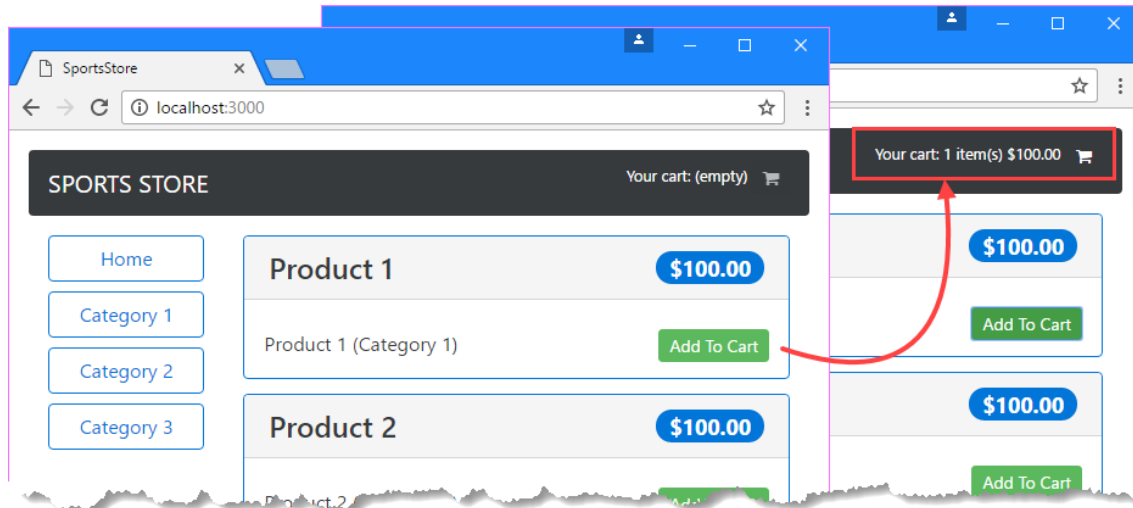 SportsStore
localhost:3000
SPORTS STORE
Your cart: (empty)
Home
Category 1
Category 2
Category 3
Product 1
$100.00
Product 1 (Category 1)
Add To Cart
Product 2
$100.00
Product 2
Your cart: 1 item(s) $100.00
$100.00
Add To Cart
$100.00
Add To Cart